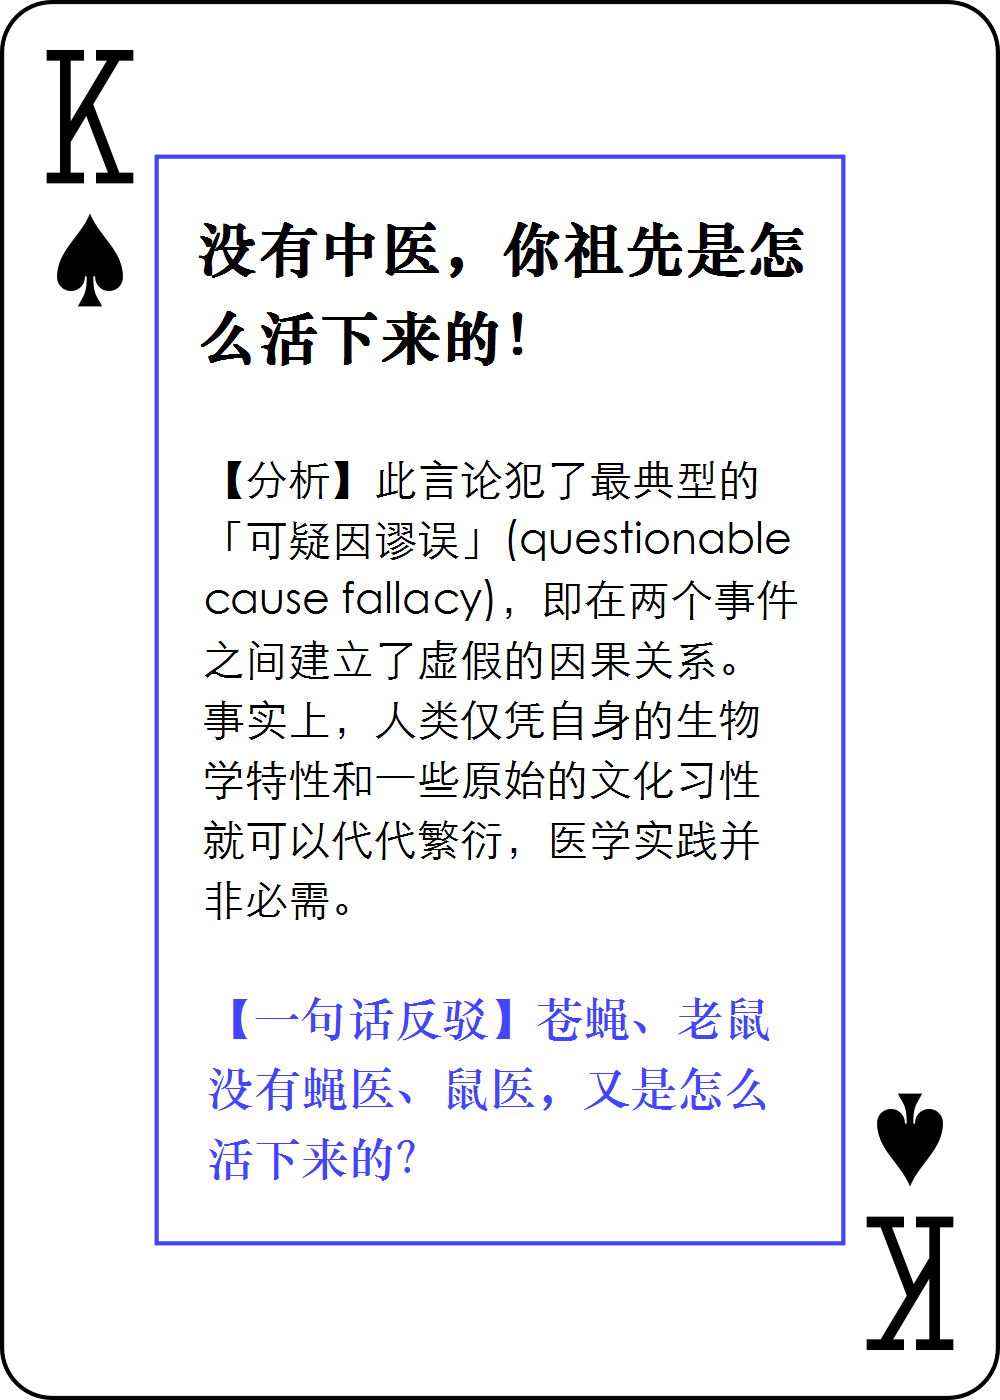 K
没有中医，你祖先是怎
么活下来的！
【分析】此言论犯了最典型的
「可疑因谬误」(questionable
cause fallacy)，即在两个事件
之间建立了虚假的因果关系。
事实上，人类仅凭自身的生物
学特性和一些原始的文化习性
就可以代代繁衍，医学实践并
非必需。
【一句话反驳】苍蝇、老鼠
没有蝇医、鼠医，又是怎么
活下来的？
K